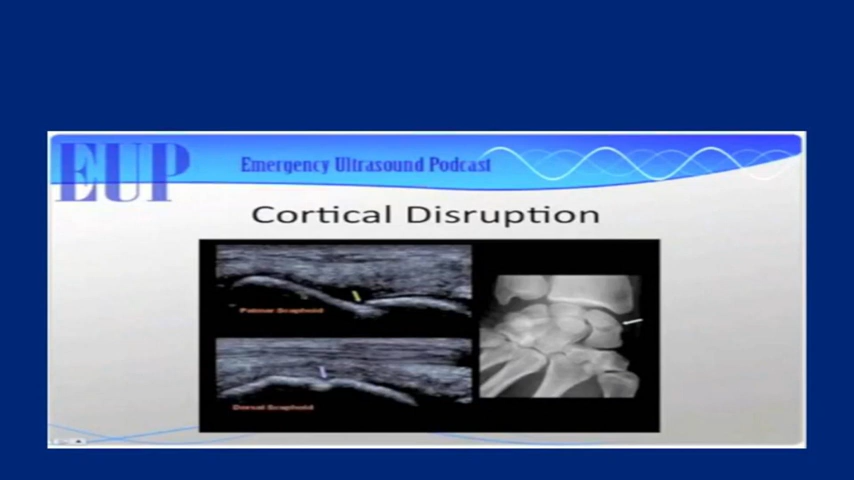 EUP
Emergency Ultrasound Podcast
Cortical Disruption
Palmar Scaphoid
Dorsal Scaphoid